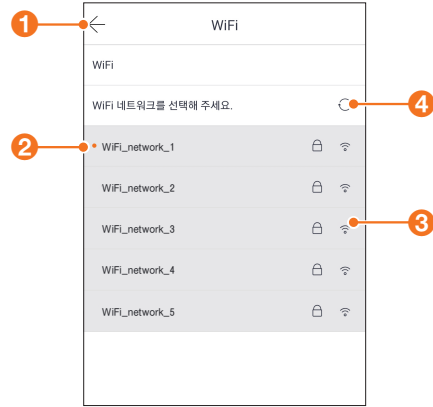 1
WiFi
WiFi
WiFi 네트워크를 선택해 주세요.
4
2
WiFi_network_1
WiFi_network_2
WiFi_network_3
3
WiFi_network_4
WiFi_network_5